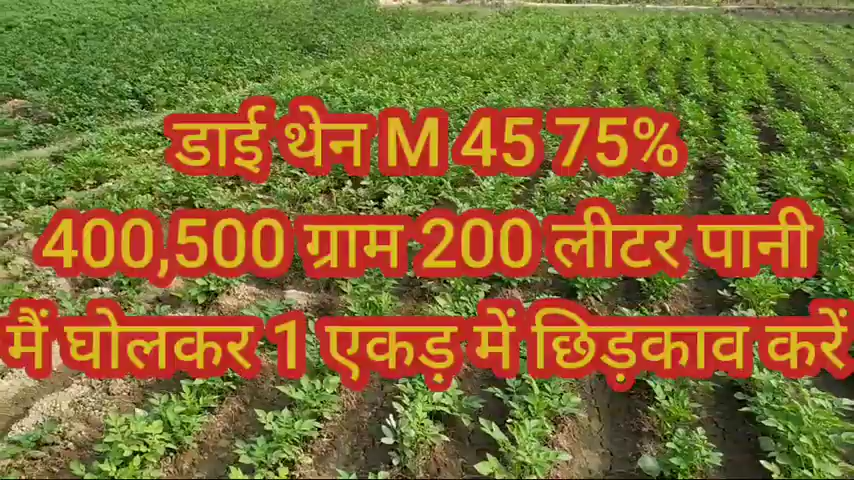 डाई थेन M 45 75%
400,500 ग्राम 200 लीटर पानी
मैं घोलकर 1 एकड़ में छिड़काव करें